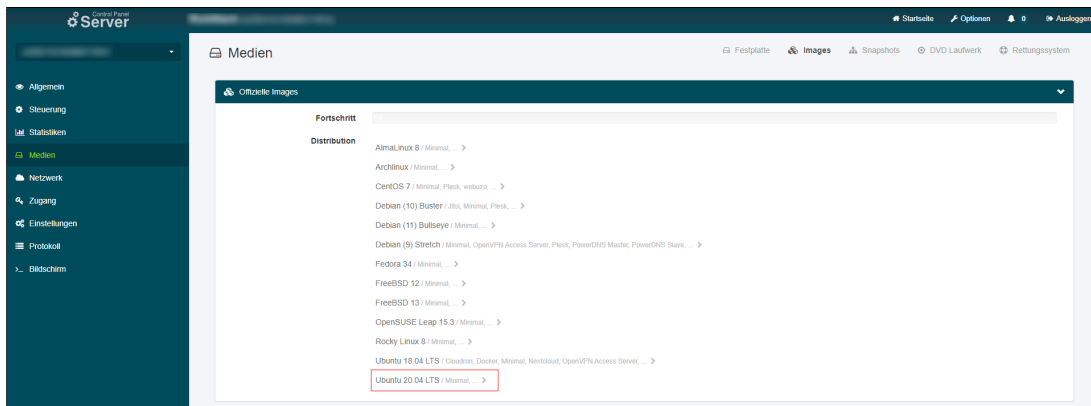 Control Panel
Server
Startseite
Optionen
0
Ausloggen
Medien
Festplatte
Images
Snapshots
DVD Laufwerk
Rettungssystem
Allgemein
Steuerung
Statistiken
Medien
Netzwerk
Zugang
Einstellungen
Protokoll
Bildschirm
Offizielle Images
Fortschritt
Distribution
AlmaLinux 8 / Minimal, ...
Archlinux / Minimal, ...
CentOS 7 / Minimal, Plesk, webuzo, ...
Debian (10) Buster / Jitsi, Minimal, Plesk, ...
Debian (11) Bullseye / Minimal, ...
Debian (9) Stretch / Minimal, OpenVPN Access Server, Plesk, PowerDNS Master, PowerDNS Slave, ...
Fedora 34 / Minimal, ...
FreeBSD 12 / Minimal, ...
FreeBSD 13 / Minimal, ...
OpenSUSE Leap 15.3 / Minimal, ...
Rocky Linux 8 / Minimal, ...
Ubuntu 18.04 LTS / Cloudron, Docker, Minimal, Nextcloud, OpenVPN Access Server, ...
Ubuntu 20.04 LTS / Minimal, ...